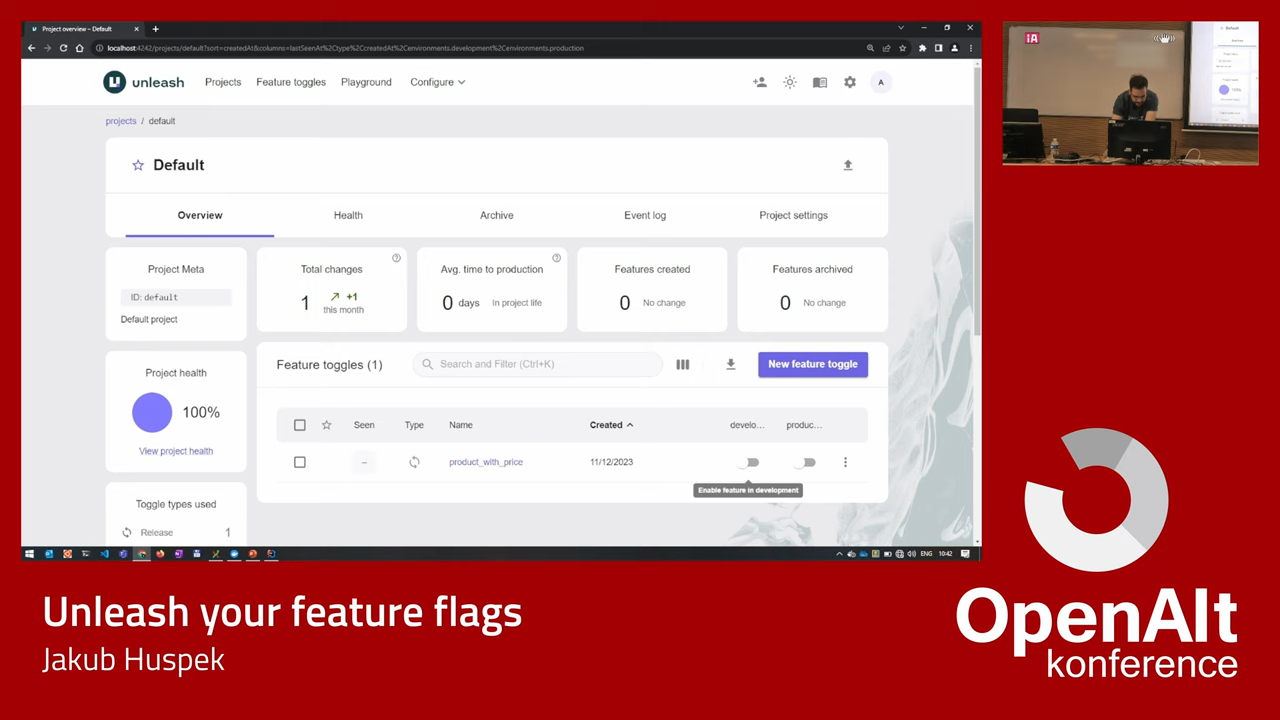 Project overview – Default
localhost:4242/projects/default?sort=createdAt&columns=lastSeenAt%2Ctype%2CcreatedAt%2Cenvironments.development%2Cenvironments.production
unleash Projects Feature toggles Playground Configure A
projects / default
Default
Overview Health Archive Event log Project settings
Project Meta
ID: default
Default project
Total changes
1 +1
this month
Avg. time to production
0 days In project life
Features created
0 No change
Features archived
0 No change
Project health
100%
View project health
Toggle types used
Release 1
Feature toggles (1) Search and Filter (Ctrl+K) New feature toggle
Seen Type Name Created develo... produc...
– product_with_price 11/12/2023
Enable feature in development
ENG 10:42
Unleash your feature flags
Jakub Huspek
OpenAlt
konference